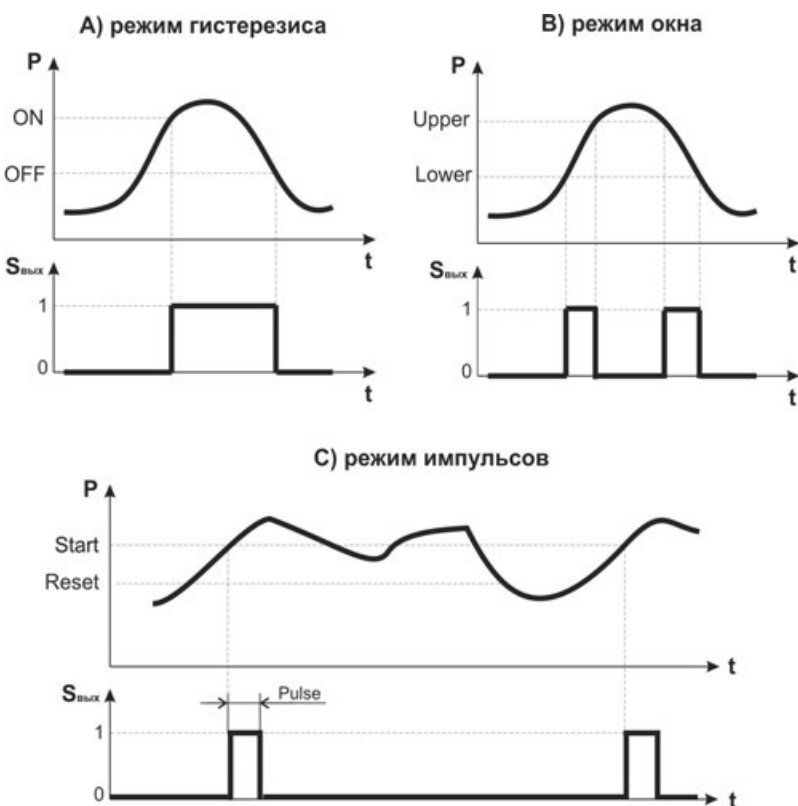 А) режим гистерезиса
P
ON
OFF
t
Sвых
1
0
t
В) режим окна
P
Upper
Lower
t
Sвых
1
0
t
С) режим импульсов
P
Start
Reset
t
Sвых
Pulse
1
0
t